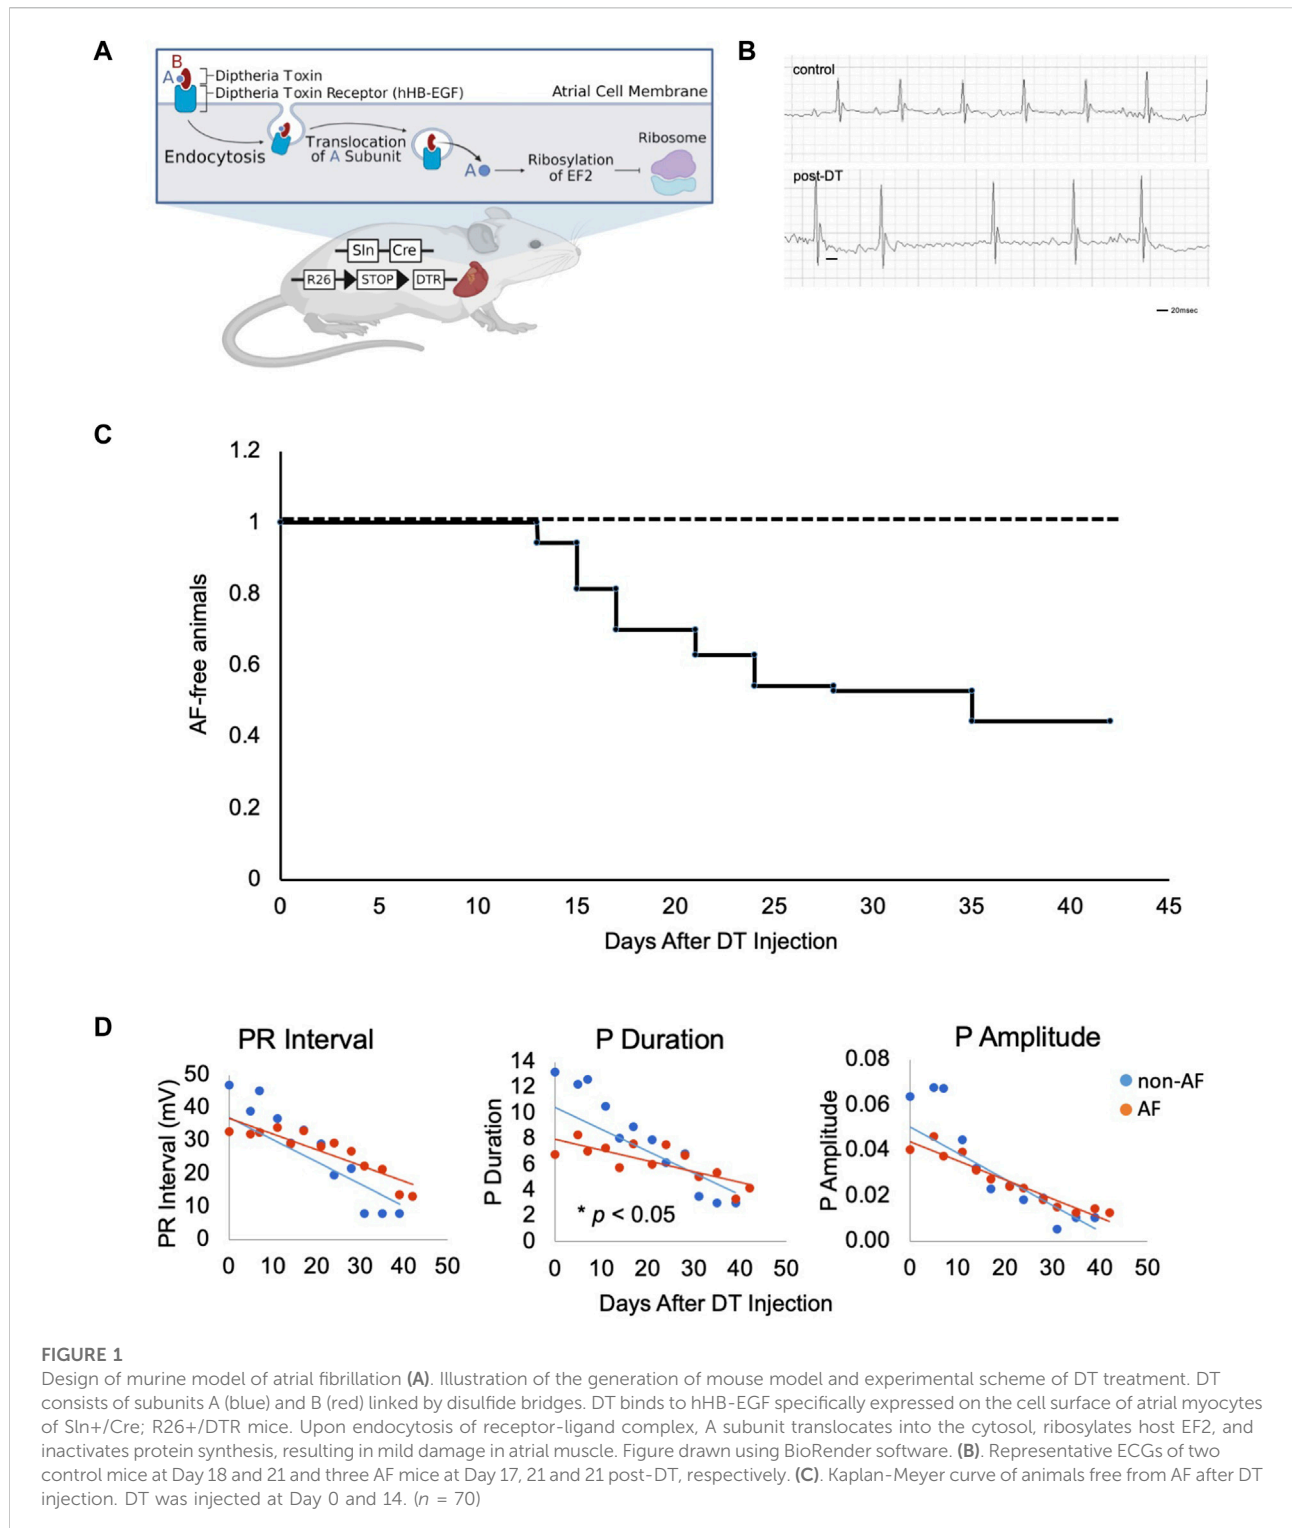 A
B
A
Diptheria Toxin
Diptheria Toxin Receptor (hHB-EGF)
Atrial Cell Membrane
Endocytosis
Translocation
of A Subunit
A
Ribosylation
of EF2
Ribosome
Sln
Cre
R26
STOP
DTR
B
control
post-DT
20msec
C
1.2
1
0.8
0.6
0.4
0.2
0
AF-free animals
0 5 10 15 20 25 30 35 40 45
Days After DT Injection
D
PR Interval
50
40
30
20
10
0
PR Interval (mV)
0 10 20 30 40 50
P Duration
14
12
10
8
6
4
2
0
P Duration
* p < 0.05
0 10 20 30 40 50
Days After DT Injection
P Amplitude
0.08
0.06
0.04
0.02
0.00
P Amplitude
0 10 20 30 40 50
non-AF
AF
FIGURE 1
Design of murine model of atrial fibrillation (A). Illustration of the generation of mouse model and experimental scheme of DT treatment. DT
consists of subunits A (blue) and B (red) linked by disulfide bridges. DT binds to hHB-EGF specifically expressed on the cell surface of atrial myocytes
of Sln+/Cre; R26+/DTR mice. Upon endocytosis of receptor-ligand complex, A subunit translocates into the cytosol, ribosylates host EF2, and
inactivates protein synthesis, resulting in mild damage in atrial muscle. Figure drawn using BioRender software. (B). Representative ECGs of two
control mice at Day 18 and 21 and three AF mice at Day 17, 21 and 21 post-DT, respectively. (C). Kaplan-Meyer curve of animals free from AF after DT
injection. DT was injected at Day 0 and 14. (n = 70)